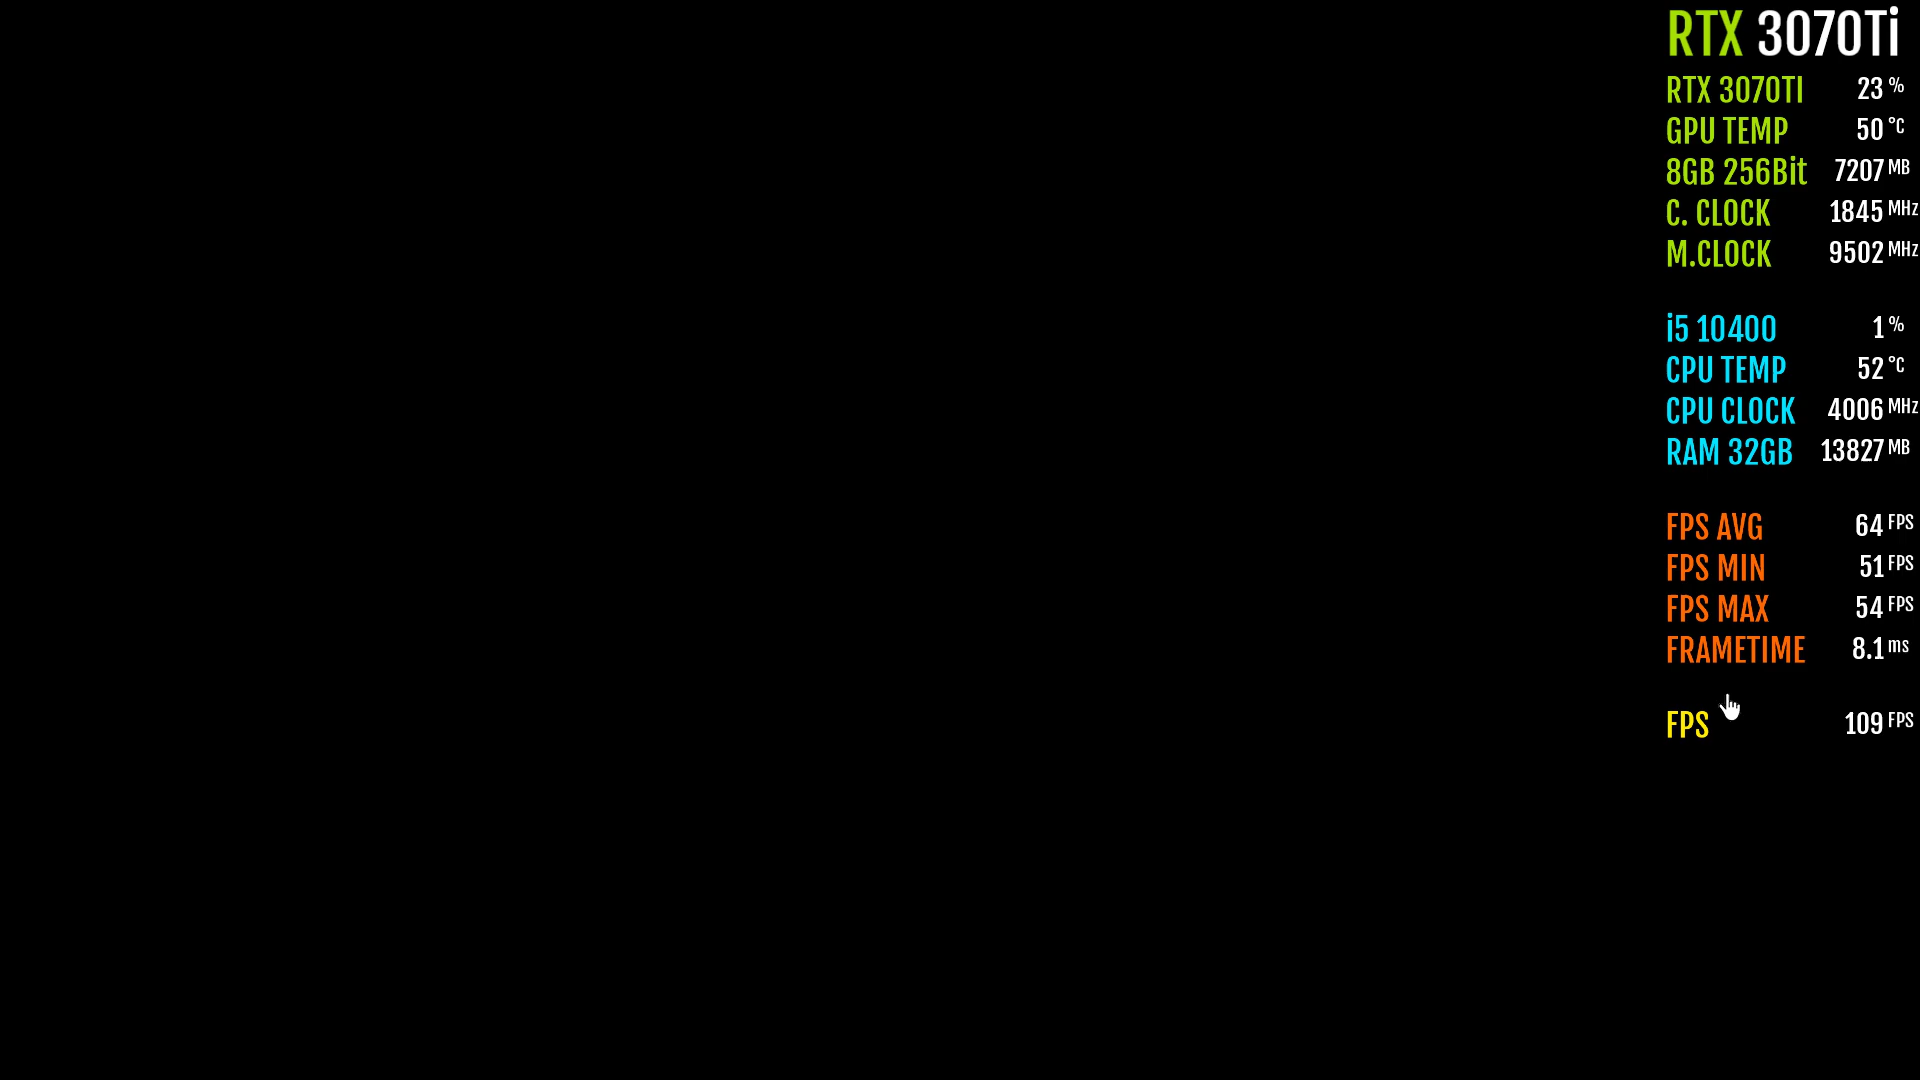 RTX 3070Ti
RTX 3070TI 23 %
GPU TEMP 50 °C
8GB 256Bit 7207 MB
C. CLOCK 1845 MHz
M.CLOCK 9502 MHz
i5 10400 1 %
CPU TEMP 52 °C
CPU CLOCK 4006 MHz
RAM 32GB 13827 MB
FPS AVG 64 FPS
FPS MIN 51 FPS
FPS MAX 54 FPS
FRAMETIME 8.1 ms
FPS 109 FPS